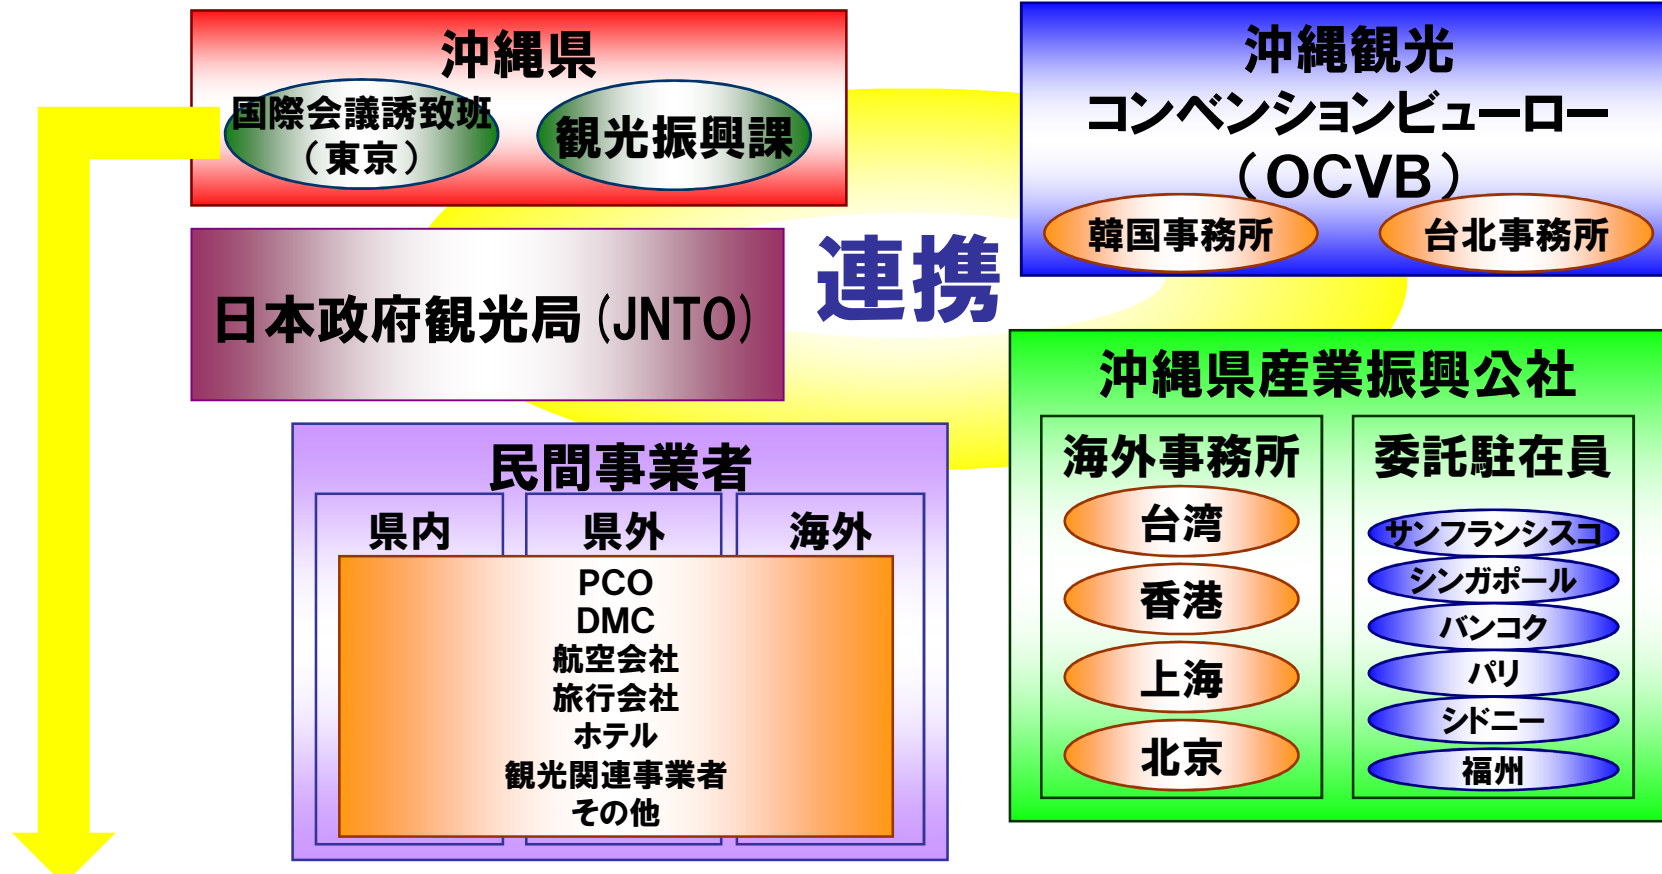 沖縄県
国際会議誘致班
（東京）
観光振興課
沖縄観光
コンベンションビューロー
（OCVB）
韓国事務所
台北事務所
連携
日本政府観光局(JNTO)
沖縄県産業振興公社
海外事務所
台湾
香港
上海
北京
委託駐在員
サンフランシスコ
シンガポール
バンコク
パリ
シドニー
福州
民間事業者
県内
県外
海外
PCO
DMC
航空会社
旅行会社
ホテル
観光関連事業者
その他